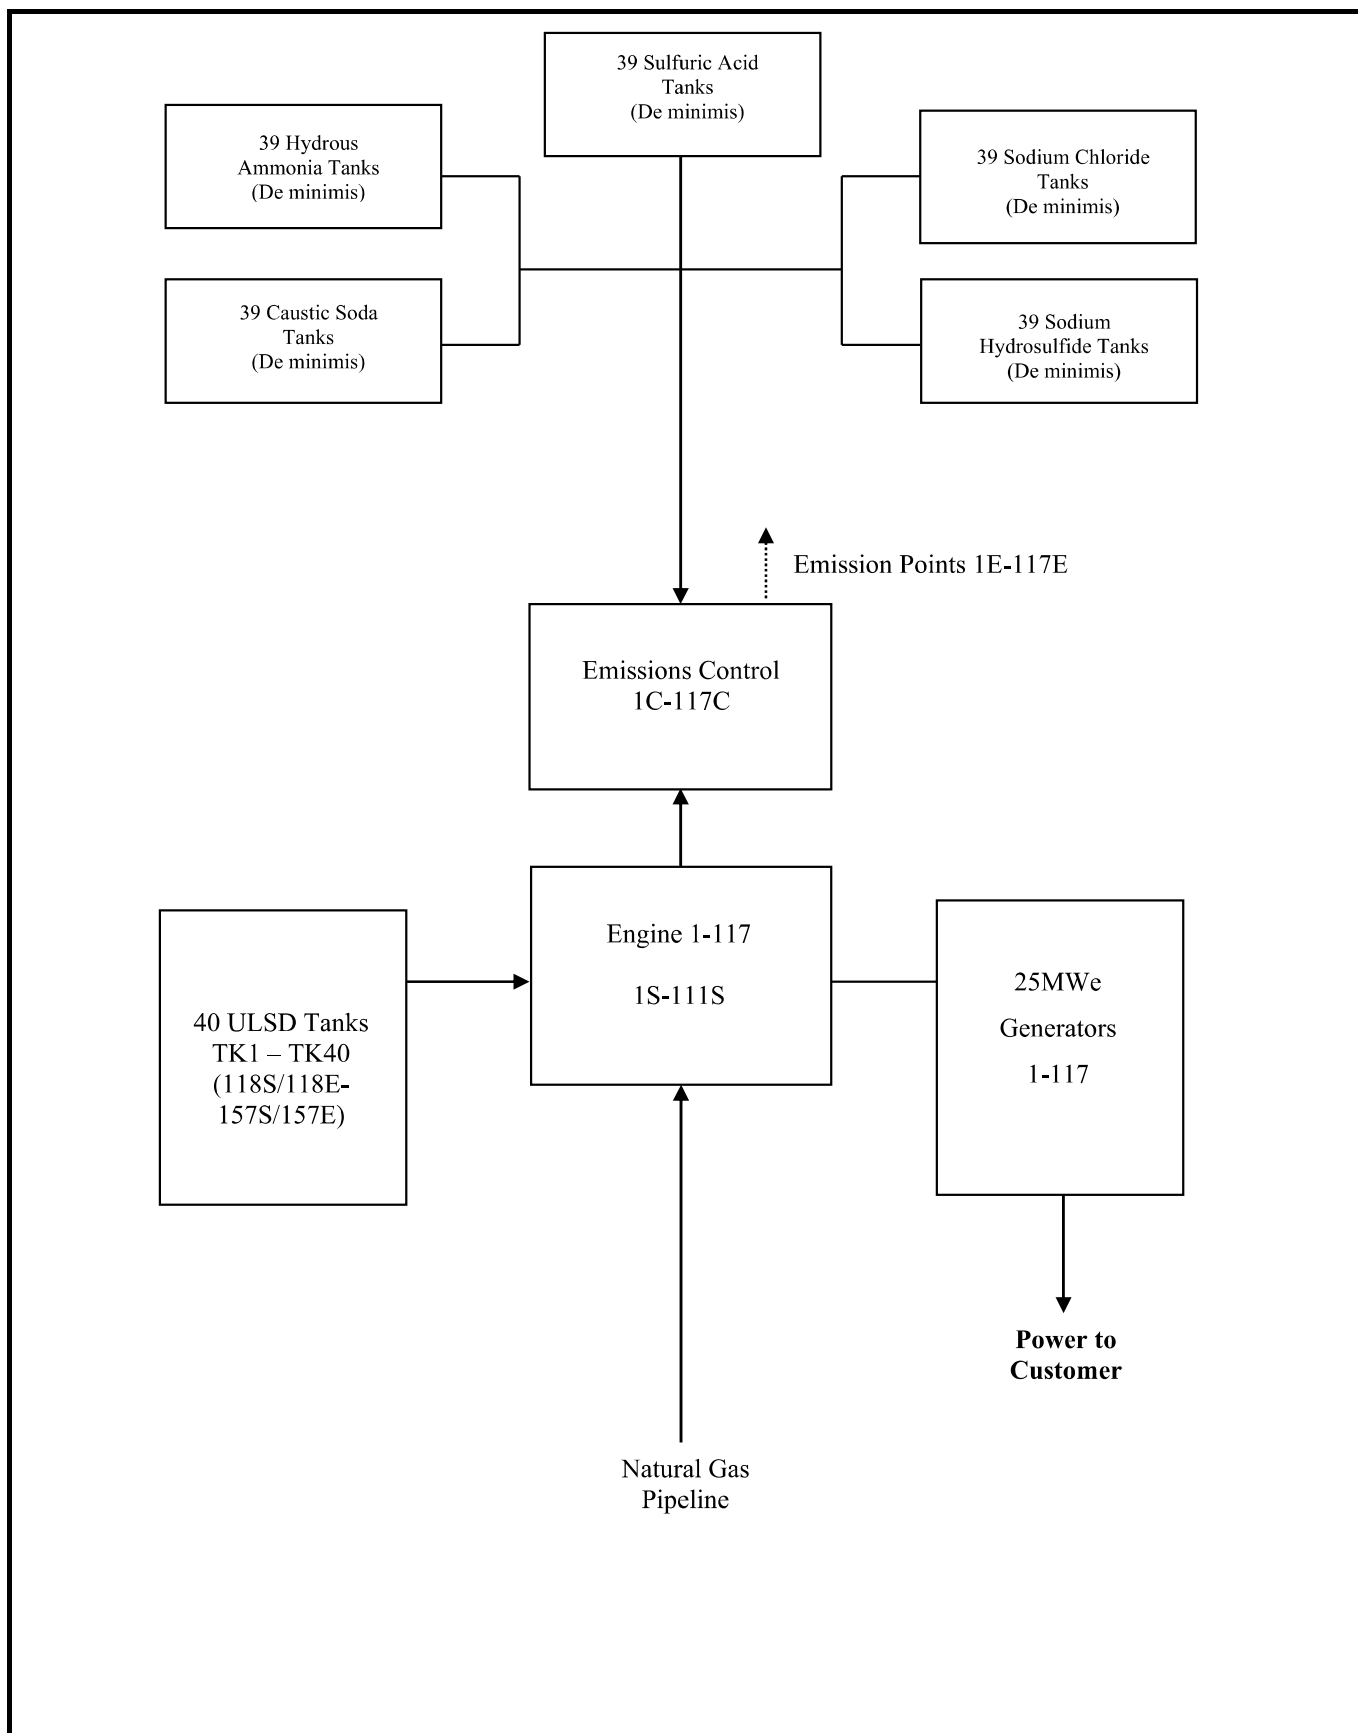 39 Sulfuric Acid
Tanks
(De minimis)
39 Hydrous
Ammonia Tanks
(De minimis)
39 Sodium Chloride
Tanks
(De minimis)
39 Caustic Soda
Tanks
(De minimis)
39 Sodium
Hydrosulfide Tanks
(De minimis)
Emission Points 1E-117E
Emissions Control
1C-117C
Engine 1-117
1S-111S
40 ULSD Tanks
TK1 – TK40
(118S/118E-
157S/157E)
25MWe
Generators
1-117
Power to
Customer
Natural Gas
Pipeline